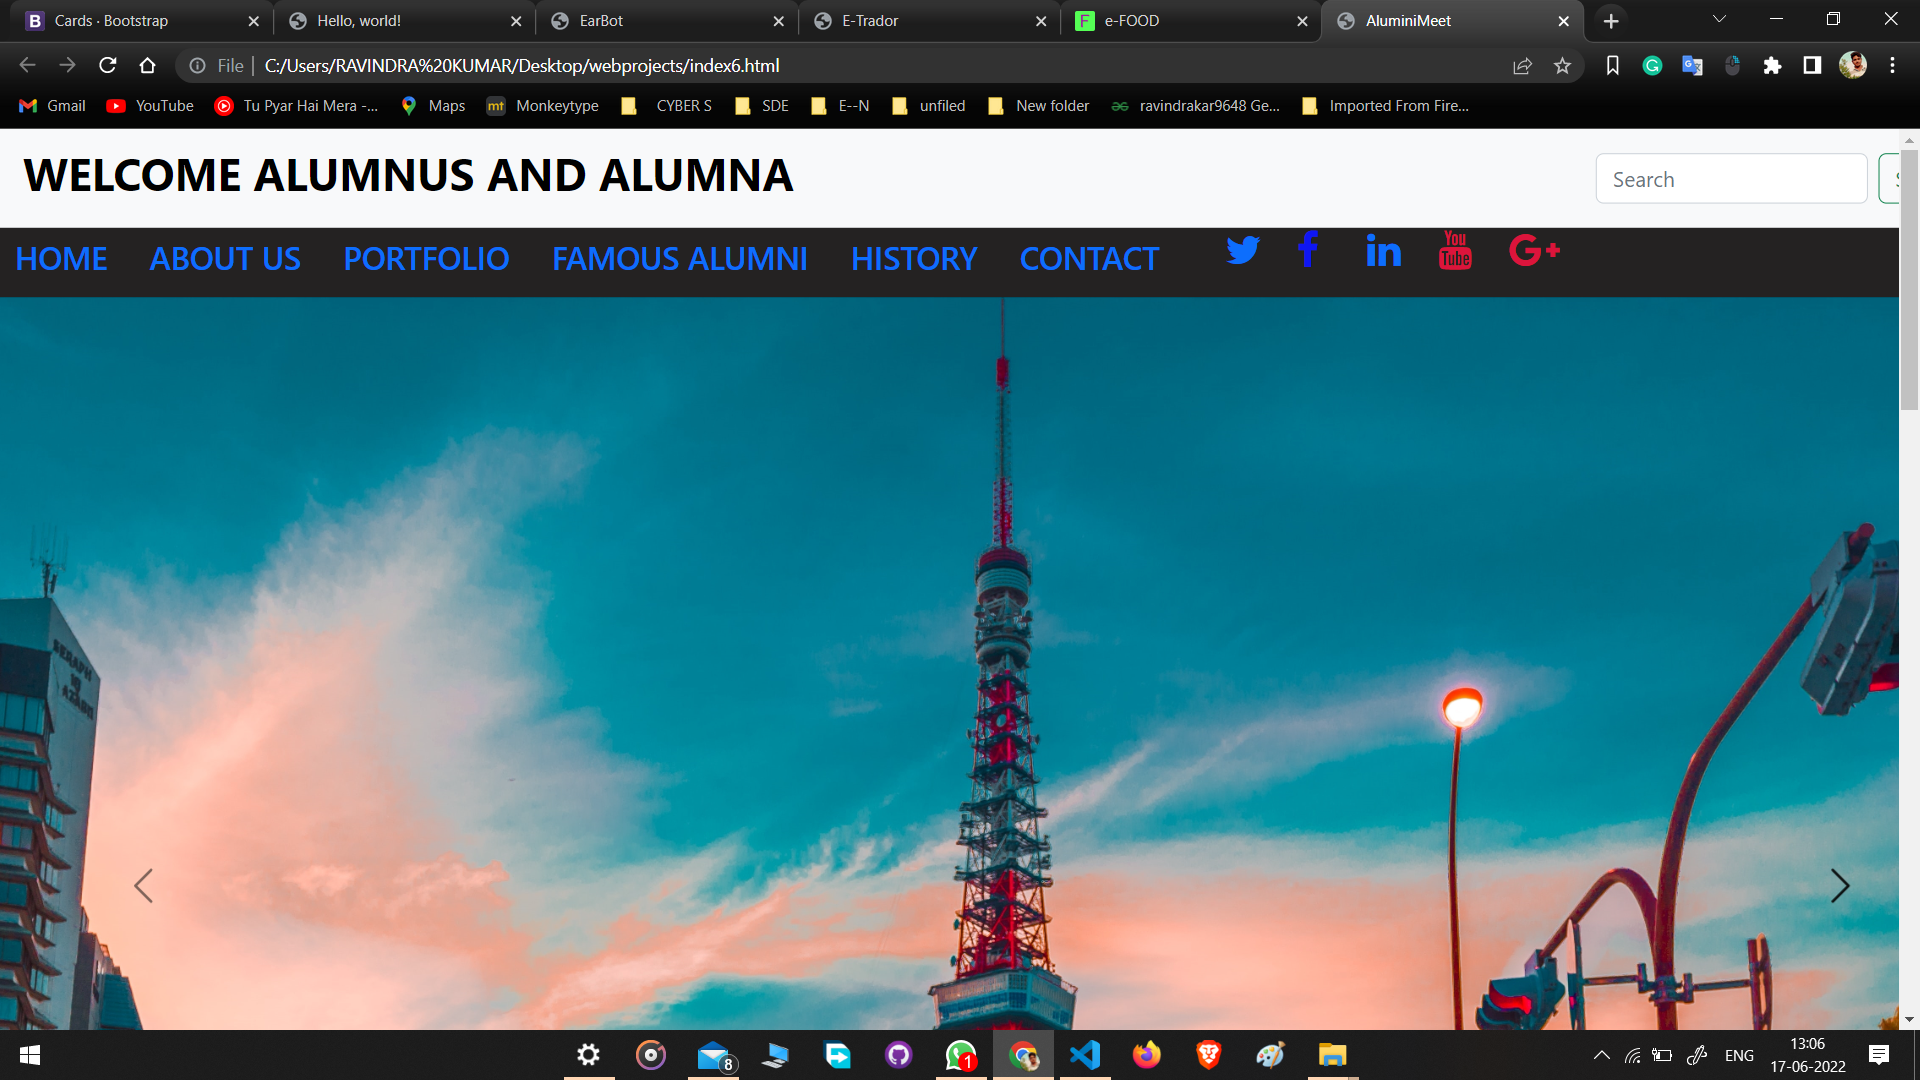 Cards · Bootstrap
Hello, world!
EarBot
E-Trador
F e-FOOD
AluminiMeet
File C:/Users/RAVINDRA%20KUMAR/Desktop/webprojects/index6.html
Gmail
YouTube
Tu Pyar Hai Mera -...
Maps
mt Monkeytype
CYBER S
SDE
E--N
unfiled
New folder
ravindrakar9648 Ge...
Imported From Fire...
WELCOME ALUMNUS AND ALUMNA
Search
HOME ABOUT US PORTFOLIO FAMOUS ALUMNI HISTORY CONTACT
in
You
Tube
G+
SERAPH
8
1
ENG
13:06
17-06-2022